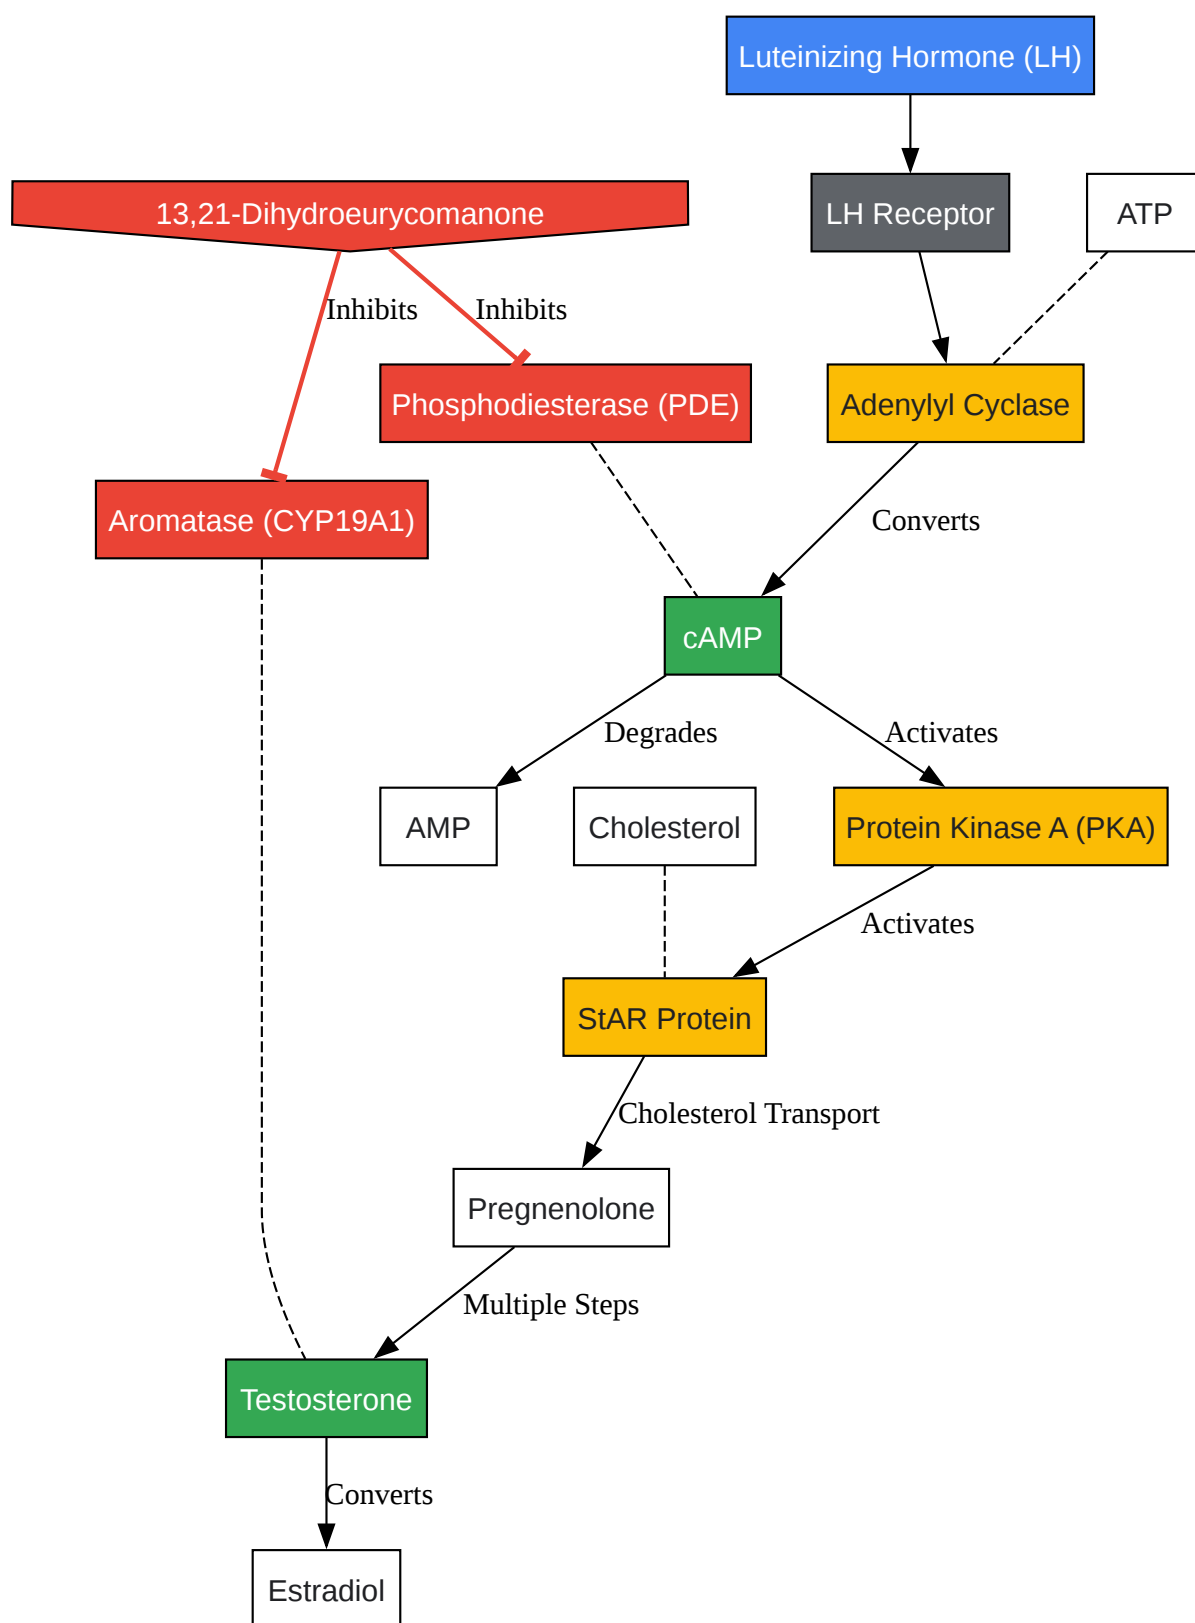 Luteinizing Hormone (LH)
13,21-Dihydroeurycomanone
LH Receptor
ATP
Inhibits
Inhibits
Phosphodiesterase (PDE)
Adenylyl Cyclase
Aromatase (CYP19A1)
Converts
cAMP
Degrades
Activates
AMP
Cholesterol
Protein Kinase A (PKA)
Activates
StAR Protein
Cholesterol Transport
Pregnenolone
Multiple Steps
Testosterone
Converts
Estradiol